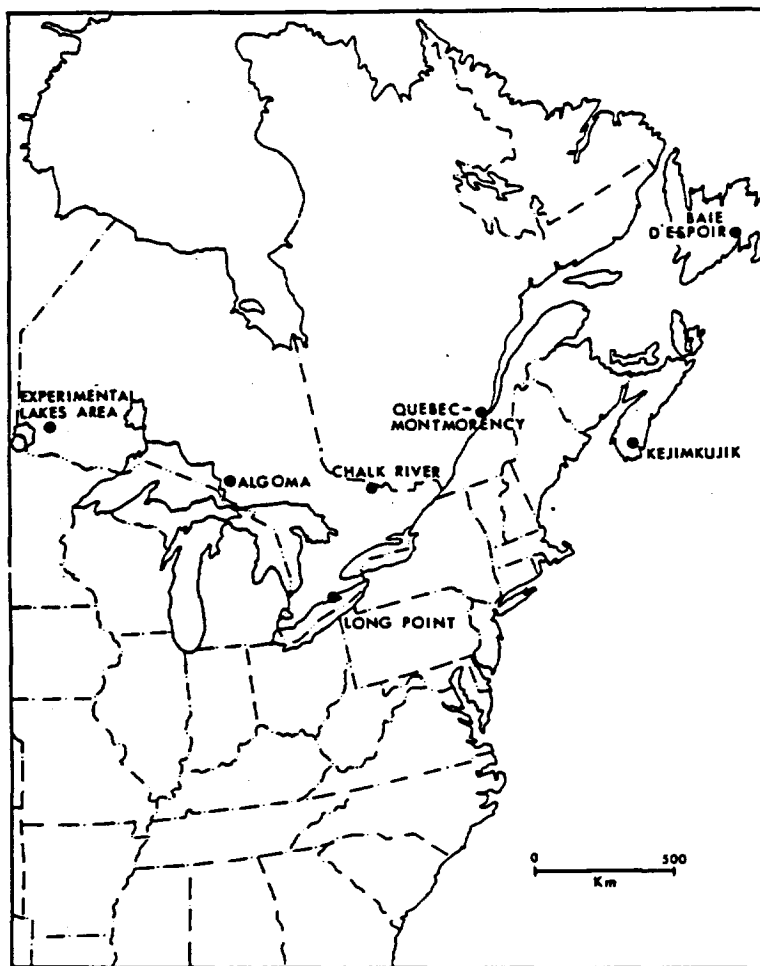 BAIE
D'ESPOIR
EXPERIMENTAL
LAKES AREA
QUEBEC-
MONTMORENCY
KEJIMKUJIK
ALGOMA
CHALK RIVER
LONG POINT
0 500
Km